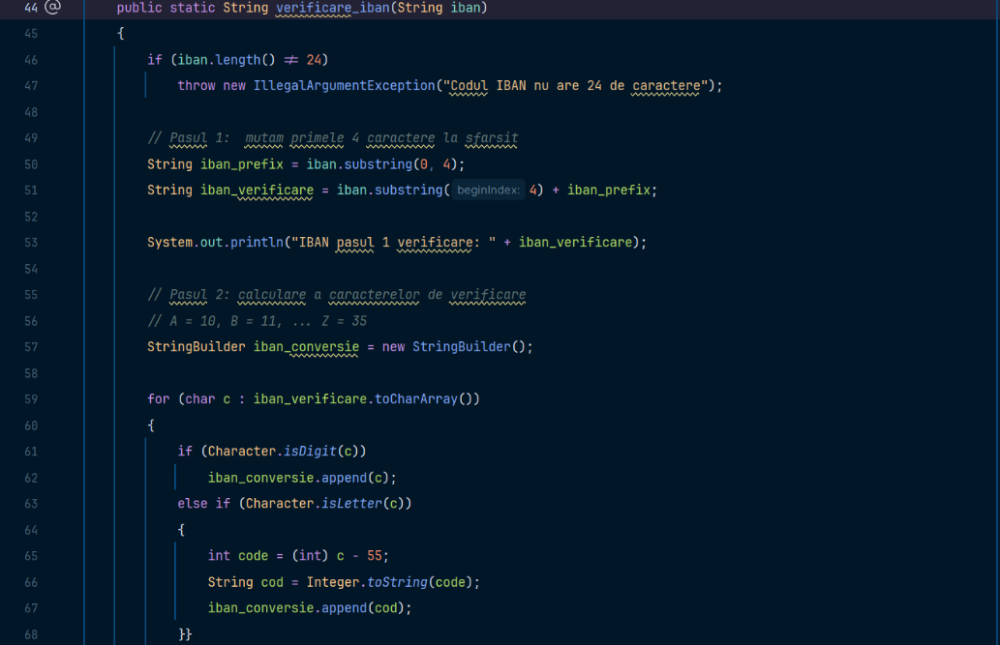 44 @ public static String verificare_iban(String iban)
45 {
46 if (iban.length() ≠ 24)
47 throw new IllegalArgumentException("Codul IBAN nu are 24 de caractere");
48
49 // Pasul 1:  mutam primele 4 caractere la sfarsit
50 String iban_prefix = iban.substring(0, 4);
51 String iban_verificare = iban.substring( beginIndex: 4) + iban_prefix;
52
53 System.out.println("IBAN pasul 1 verificare: " + iban_verificare);
54
55 // Pasul 2: calculare a caracterelor de verificare
56 // A = 10, B = 11, ... Z = 35
57 StringBuilder iban_conversie = new StringBuilder();
58
59 for (char c : iban_verificare.toCharArray())
60 {
61 if (Character.isDigit(c))
62 iban_conversie.append(c);
63 else if (Character.isLetter(c))
64 {
65 int code = (int) c - 55;
66 String cod = Integer.toString(code);
67 iban_conversie.append(cod);
68 }}